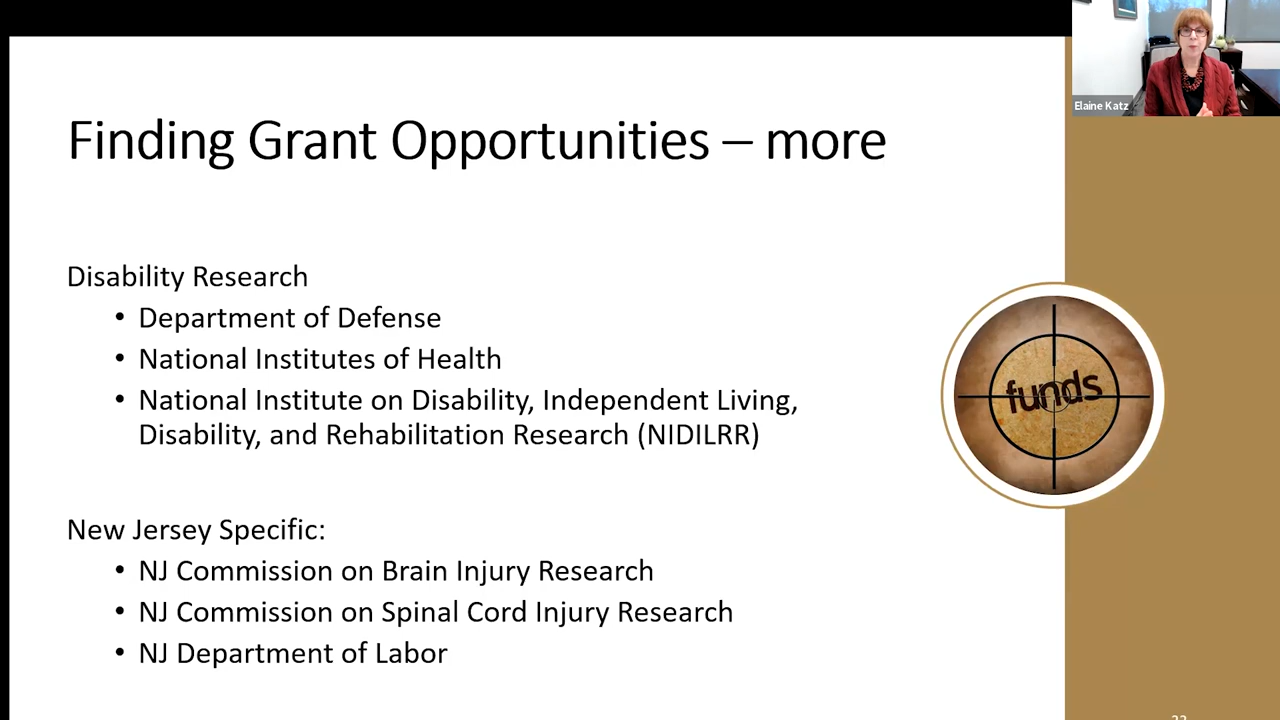 Elaine Katz
Finding Grant Opportunities – more
Disability Research
• Department of Defense
• National Institutes of Health
• National Institute on Disability, Independent Living,
Disability, and Rehabilitation Research (NIDILRR)
funds
New Jersey Specific:
• NJ Commission on Brain Injury Research
• NJ Commission on Spinal Cord Injury Research
• NJ Department of Labor